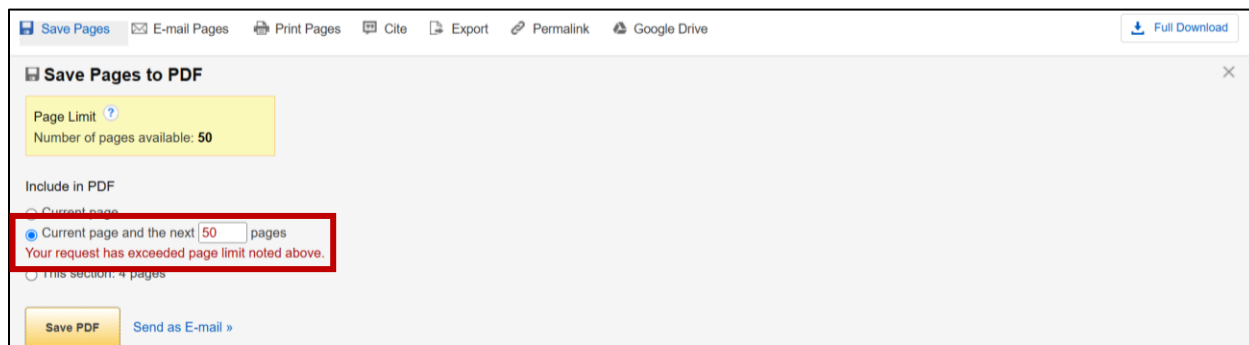 Save Pages E-mail Pages Print Pages Cite Export Permalink Google Drive Full Download
Save Pages to PDF
Page Limit ?
Number of pages available: 50
Include in PDF
Current page
Current page and the next 50 pages
Your request has exceeded page limit noted above.
This section: 4 pages
Save PDF Send as E-mail »